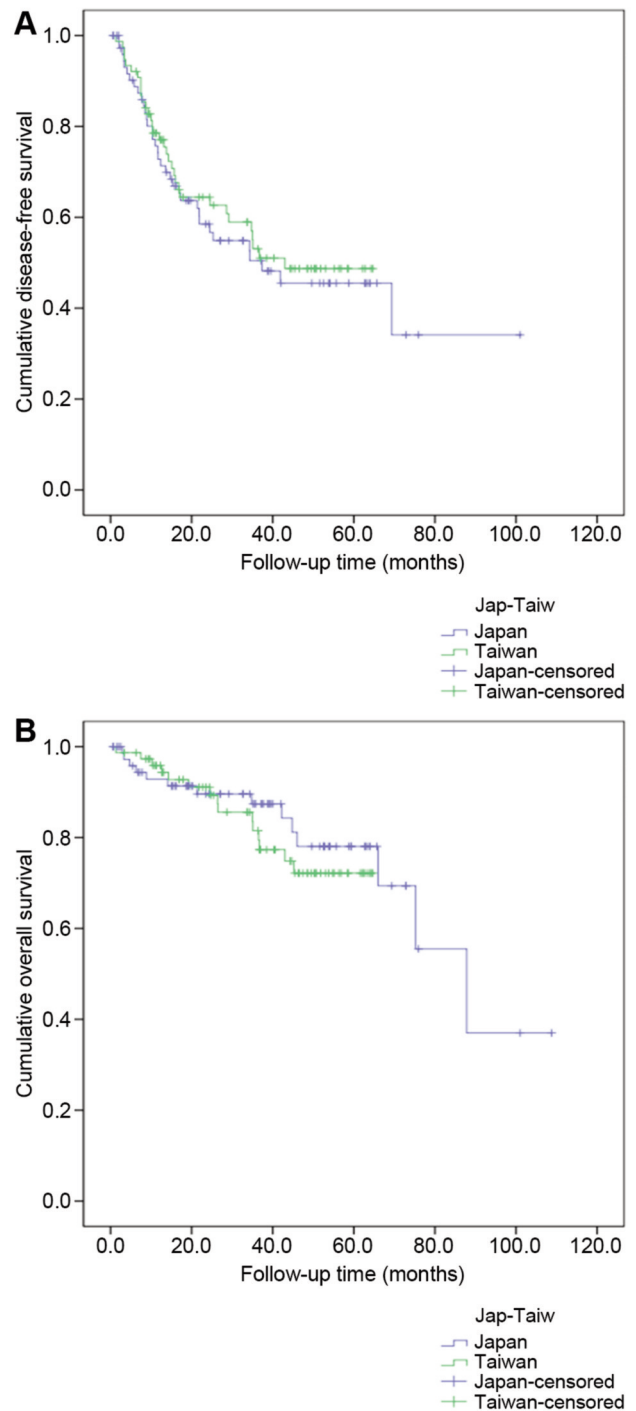 A
Cumulative disease-free survival
1.0
0.8
0.6
0.4
0.2
0.0
0.0 20.0 40.0 60.0 80.0 100.0 120.0
Follow-up time (months)
Jap-Taiw
Japan
Taiwan
Japan-censored
Taiwan-censored
B
Cumulative overall survival
1.0
0.8
0.6
0.4
0.2
0.0
0.0 20.0 40.0 60.0 80.0 100.0 120.0
Follow-up time (months)
Jap-Taiw
Japan
Taiwan
Japan-censored
Taiwan-censored